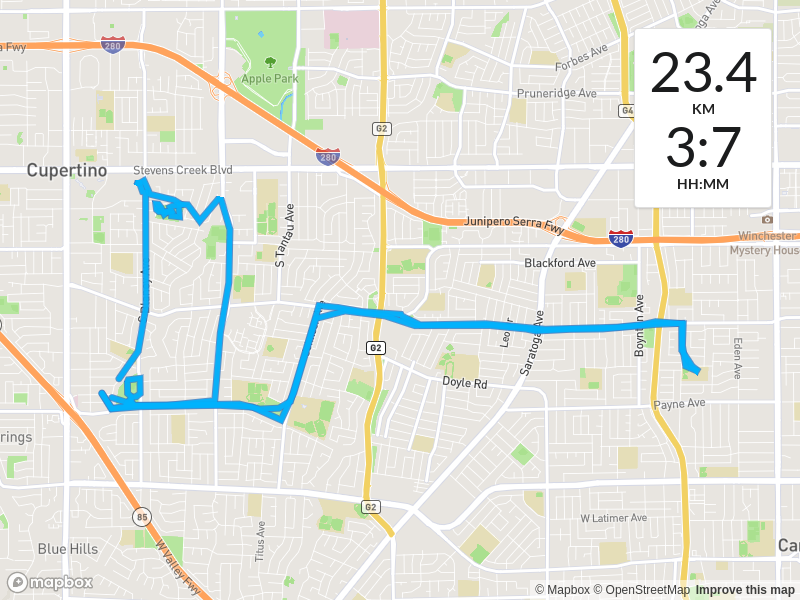 280
a Fwy
Apple Park
Forbes Ave
Pruneridge Ave
G4
G2
23.4
KM
3:7
HH:MM
Cupertino
Stevens Creek Blvd
280
S Tantau Ave
Junipero Serra Fwy
280
Winchester
Mystery House
Blackford Ave
Saratoga Ave
Boynton Ave
Eden Ave
G2
Doyle Rd
Payne Ave
rings
85
G2
W Latimer Ave
Titus Ave
Blue Hills
W Valley Fwy
mapbox
© Mapbox © OpenStreetMap Improve this map